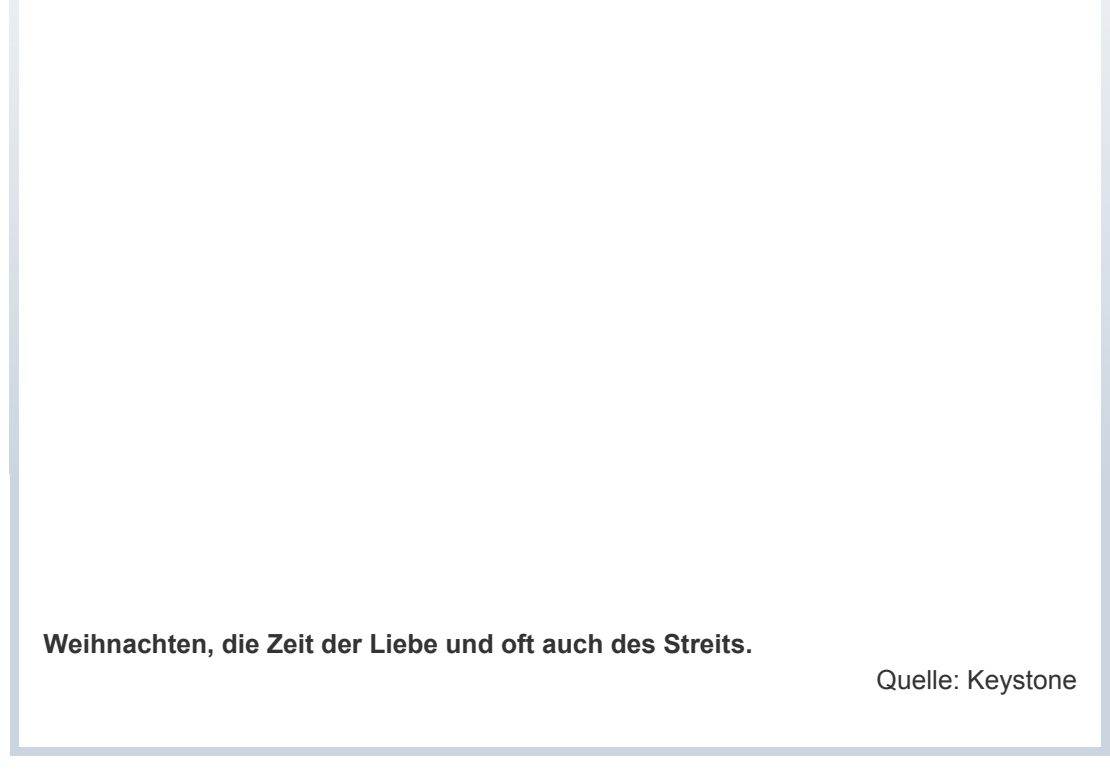 Weihnachten, die Zeit der Liebe und oft auch des Streits.
Quelle: Keystone